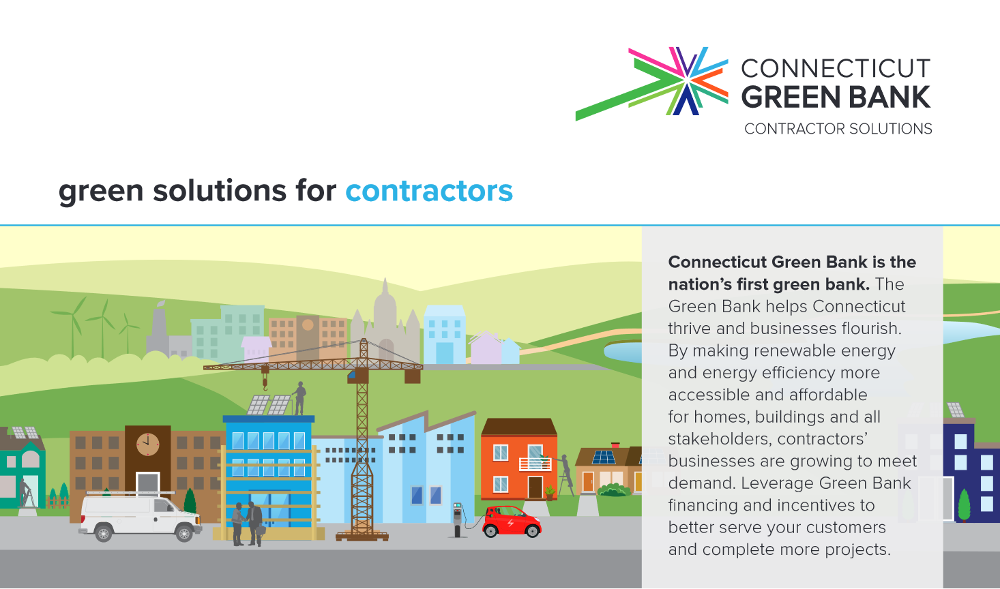 CONNECTICUT
GREEN BANK
CONTRACTOR SOLUTIONS
green solutions for contractors
Connecticut Green Bank is the
nation’s first green bank. The
Green Bank helps Connecticut
thrive and businesses flourish.
By making renewable energy
and energy efficiency more
accessible and affordable
for homes, buildings and all
stakeholders, contractors’
businesses are growing to meet
demand. Leverage Green Bank
financing and incentives to
better serve your customers
and complete more projects.